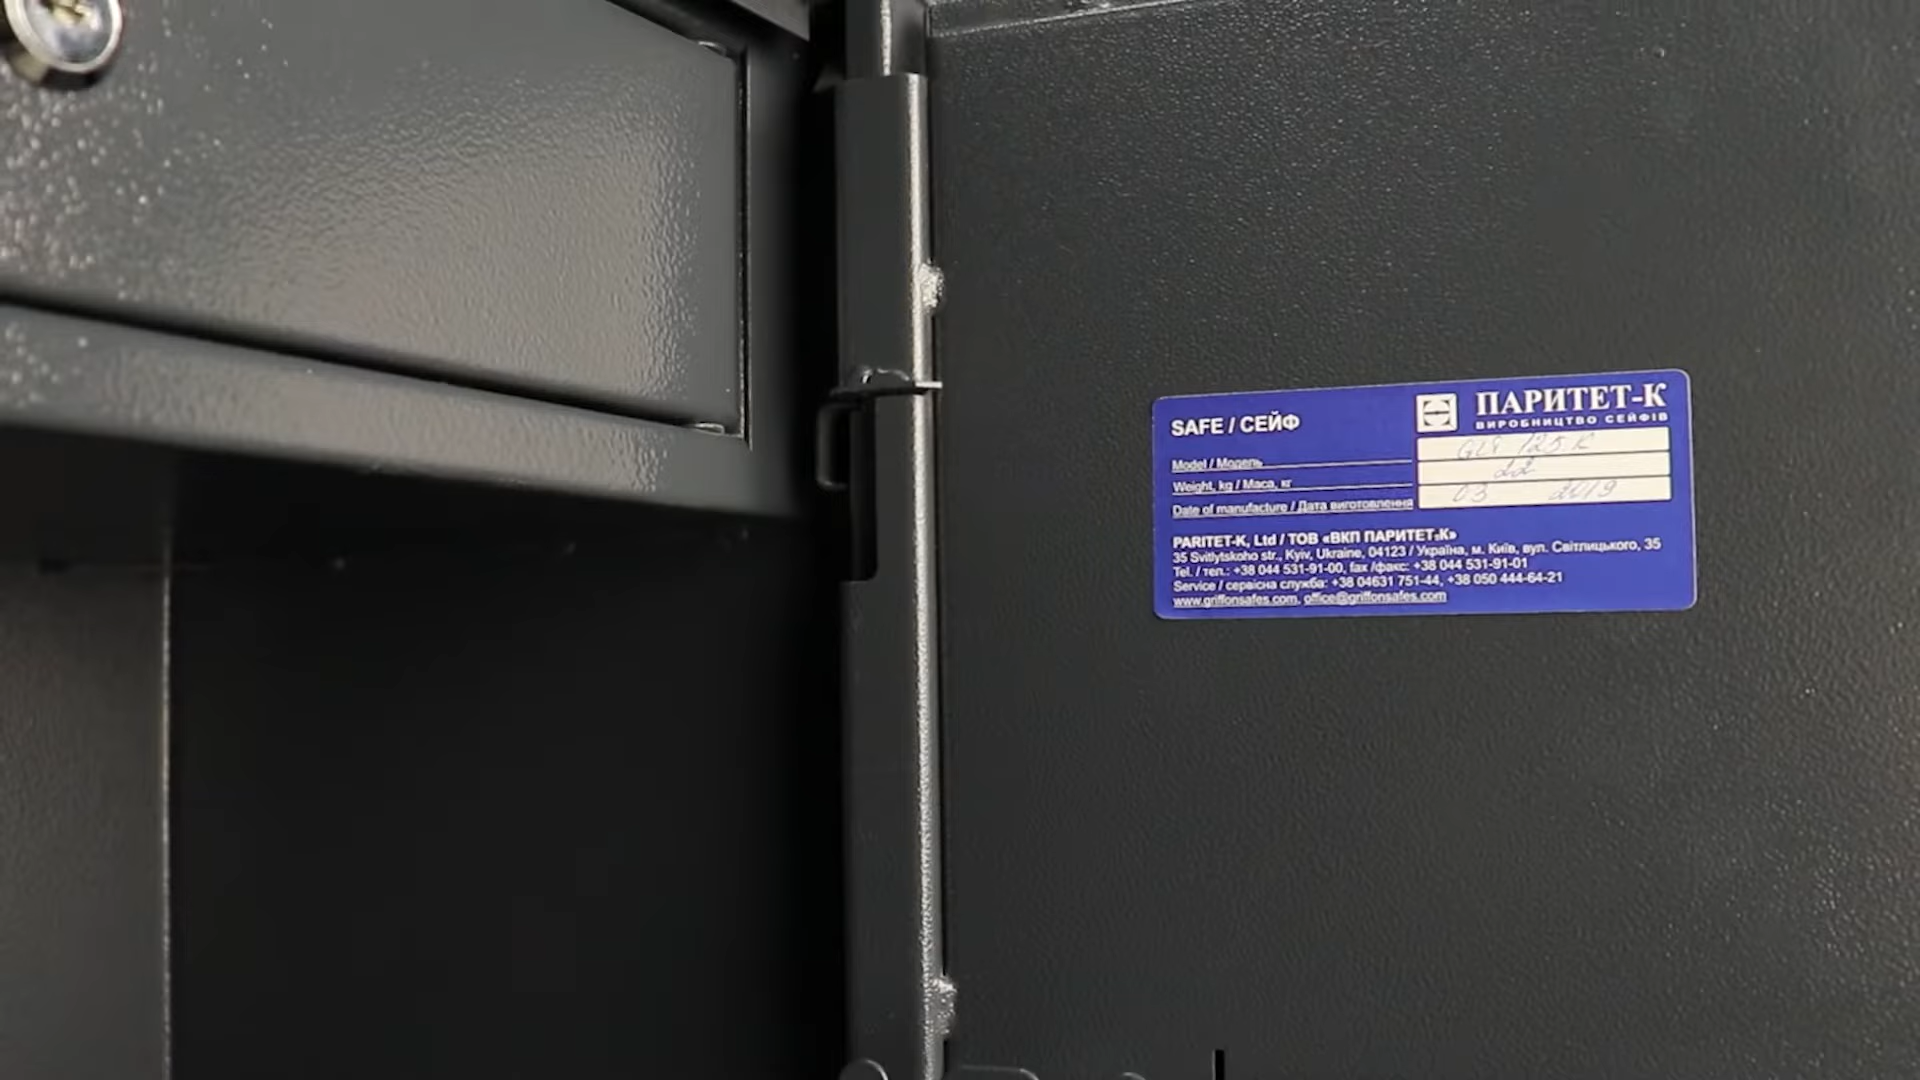 ПАРИТЕТ-К
ВИРОБНИЦТВО СЕЙФІВ
SAFE / СЕЙФ
Model / Модель 125 К
Weight, kg / Маса, кг 22
Date of manufacture / Дата виготовлення 03 2019
PARITET-K, Ltd / ТОВ «ВКП ПАРИТЕТ-К»
35 Svitlytskoho str., Kyiv, Ukraine, 04123 / Україна, м. Київ, вул. Світлицького, 35
Tel. / тел.: +38 044 531-91-00, fax /факс: +38 044 531-91-01
Service / сервісна служба: +38 04631 751-44, +38 050 444-64-21
www.griffonsafes.com, office@griffonsafes.com